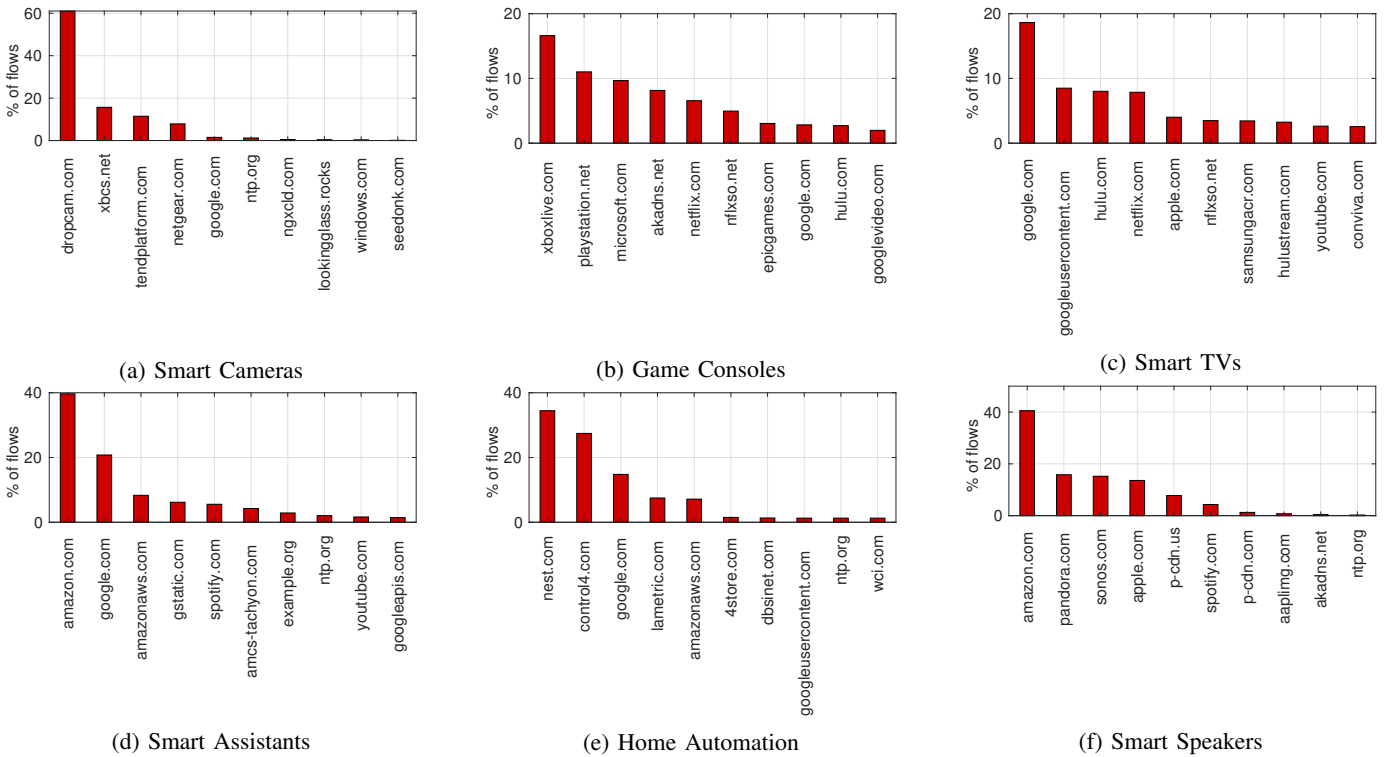 % of flows
60
40
20
0
dropcam.com
xbcs.net
tendplatform.com
netgear.com
google.com
ntp.org
ngxcld.com
lookingglass.rocks
windows.com
seedonk.com
(a) Smart Cameras
% of flows
20
10
0
xboxlive.com
playstation.net
microsoft.com
akadns.net
netflix.com
nflxso.net
epicgames.com
google.com
hulu.com
googlevideo.com
(b) Game Consoles
% of flows
20
10
0
google.com
googleusercontent.com
hulu.com
netflix.com
apple.com
nflxso.net
samsungacr.com
hulustream.com
youtube.com
conviva.com
(c) Smart TVs
% of flows
40
20
0
amazon.com
google.com
amazonaws.com
gstatic.com
spotify.com
amcs-tachyon.com
example.org
ntp.org
youtube.com
googleapis.com
(d) Smart Assistants
% of flows
40
20
0
nest.com
control4.com
google.com
lametric.com
amazonaws.com
4store.com
dbsinet.com
googleusercontent.com
ntp.org
wci.com
(e) Home Automation
% of flows
40
20
0
amazon.com
pandora.com
sonos.com
apple.com
p-cdn.us
spotify.com
p-cdn.com
aaplimg.com
akadns.net
ntp.org
(f) Smart Speakers